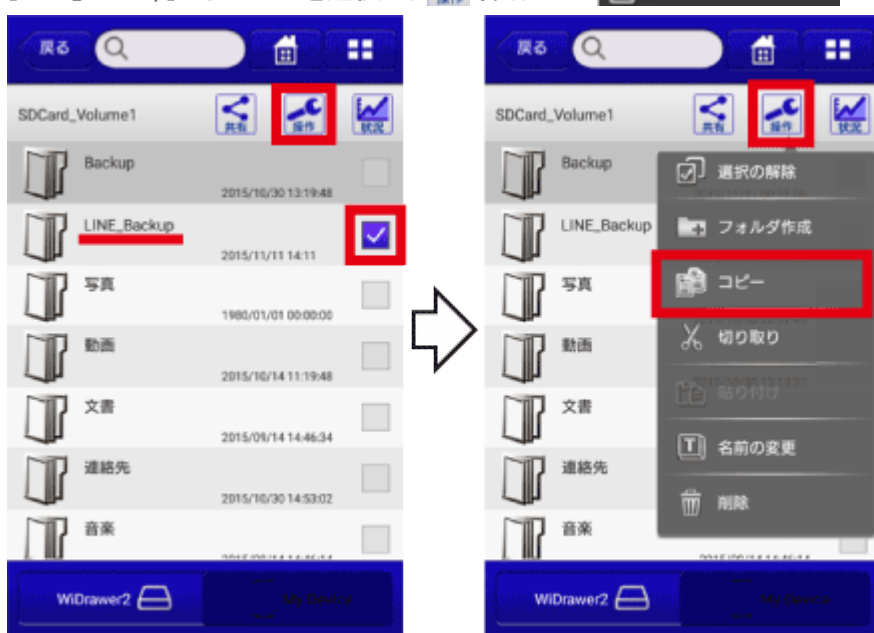 戻る
SDCard_Volume1
共有
操作
状況
Backup
2015/10/30 13:19:48
LINE_Backup
2015/11/11 14:11
写真
1980/01/01 00:00:00
動画
2015/10/14 11:19:48
文書
2015/09/14 14:46:34
連絡先
2015/10/30 14:53:02
音楽
WiDrawer2
My Device
戻る
SDCard_Volume1
共有
操作
状況
Backup
選択の解除
LINE_Backup
フォルダ作成
写真
コピー
動画
切り取り
貼り付け
文書
名前の変更
連絡先
削除
音楽
WiDrawer2
My Device